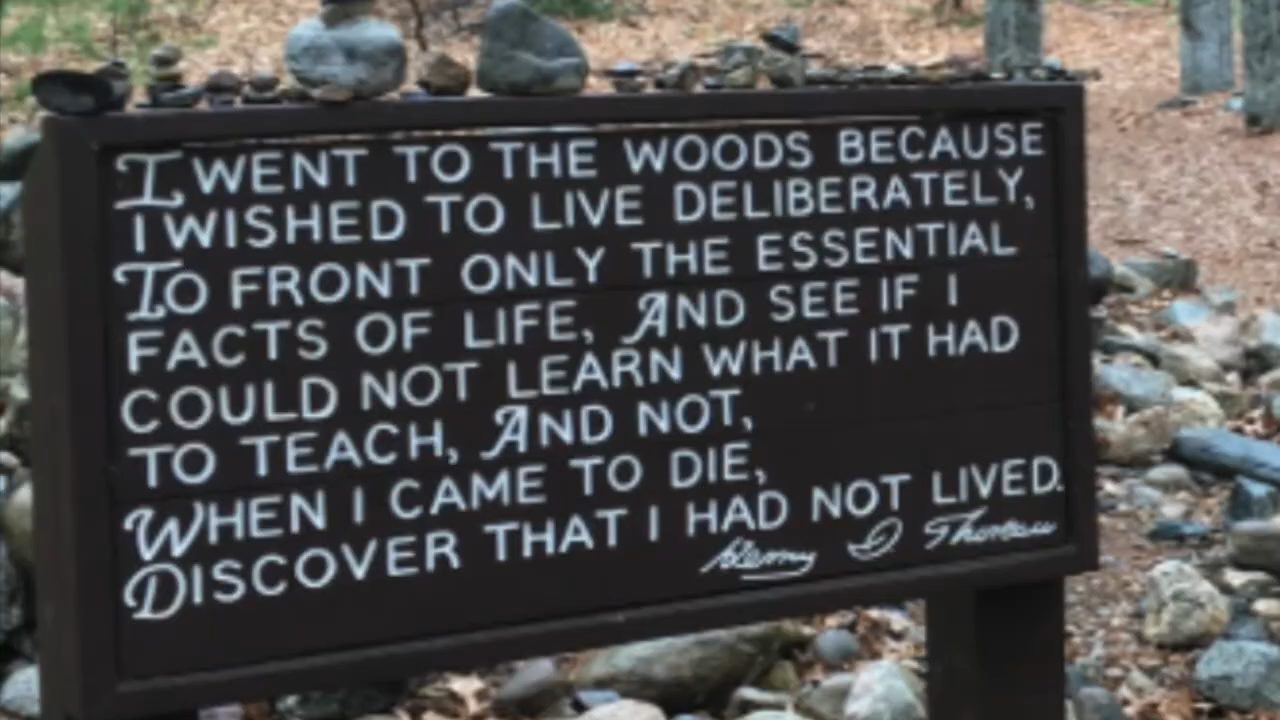 I WENT TO THE WOODS BECAUSE
I WISHED TO LIVE DELIBERATELY,
TO FRONT ONLY THE ESSENTIAL
FACTS OF LIFE, AND SEE IF I
COULD NOT LEARN WHAT IT HAD
TO TEACH, AND NOT,
WHEN I CAME TO DIE,
DISCOVER THAT I HAD NOT LIVED.
Henry D Thoreau